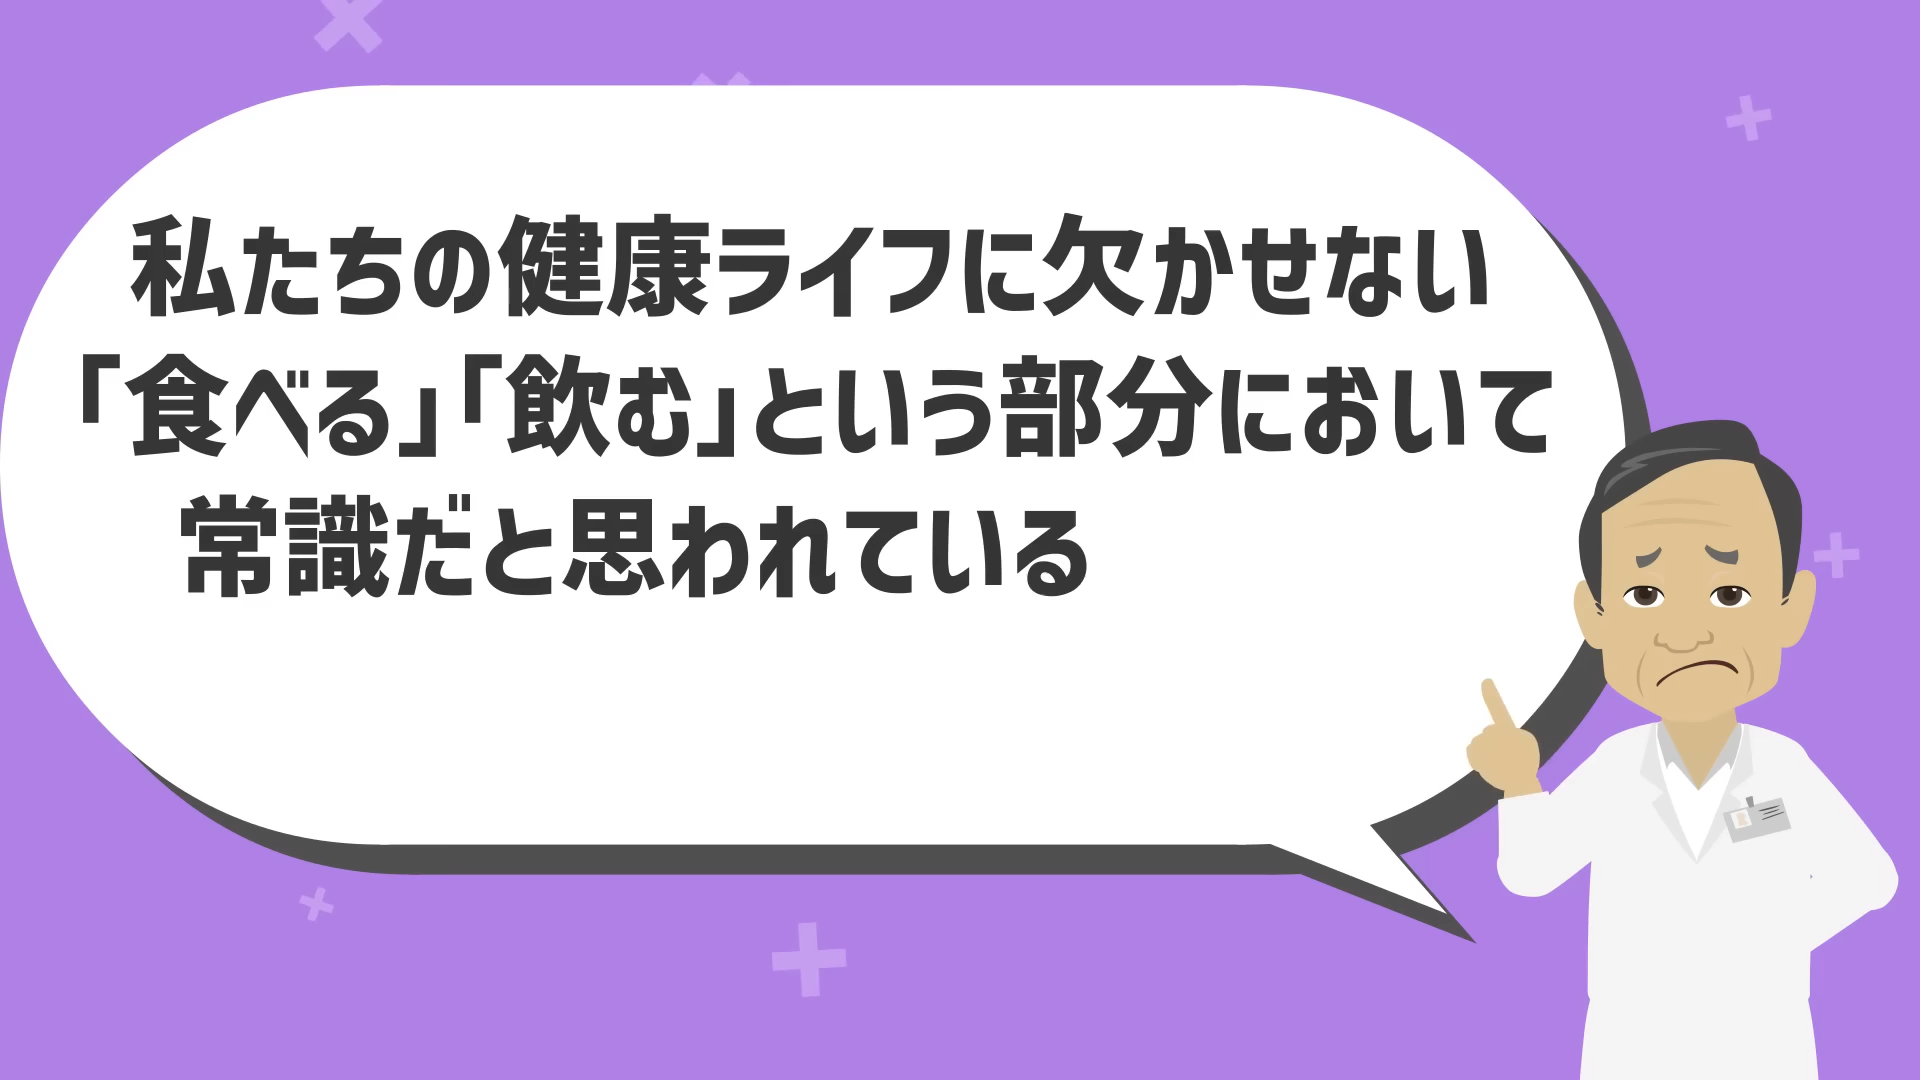 私たちの健康ライフに欠かせない
「食べる」「飲む」という部分において
常識だと思われている